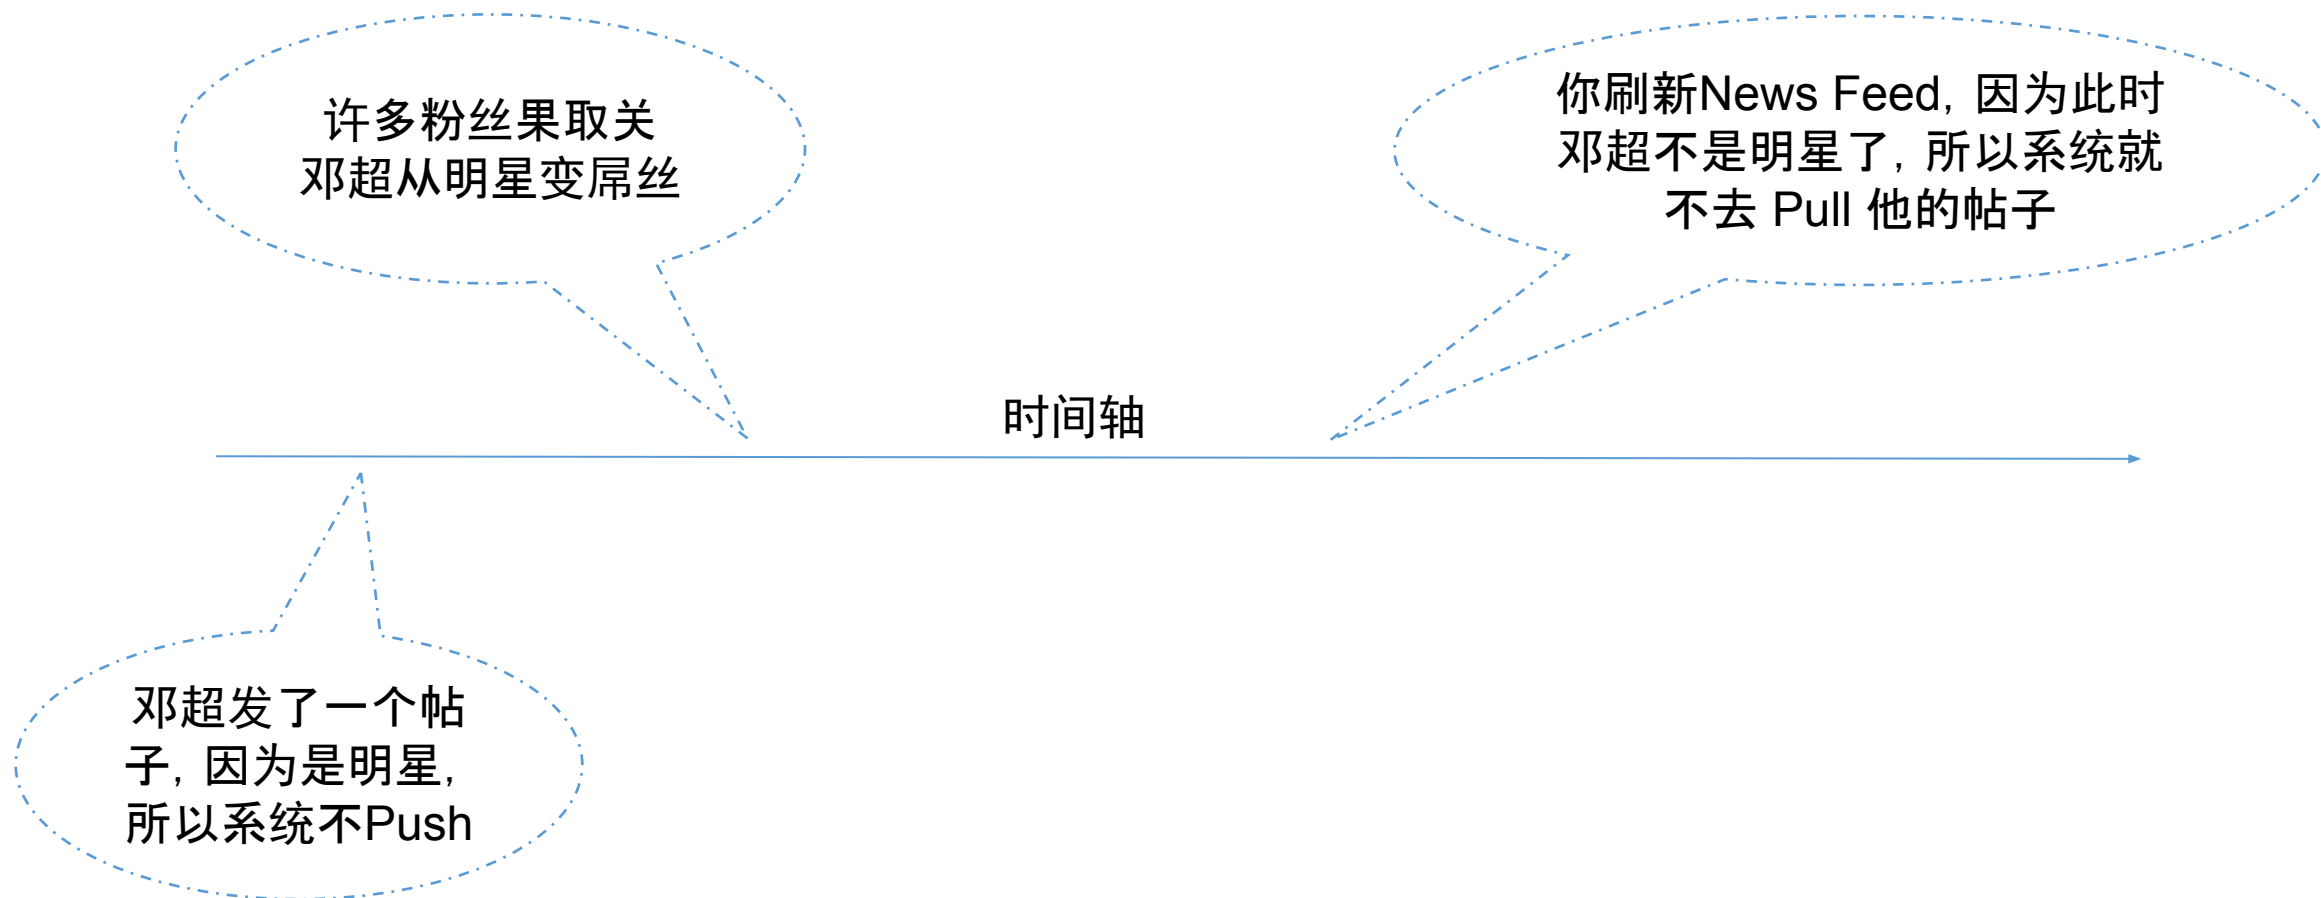 许多粉丝果取关
邓超从明星变屌丝
你刷新News Feed，因为此时
邓超不是明星了，所以系统就
不去 Pull 他的帖子
时间轴
邓超发了一个帖
子，因为是明星，
所以系统不Push